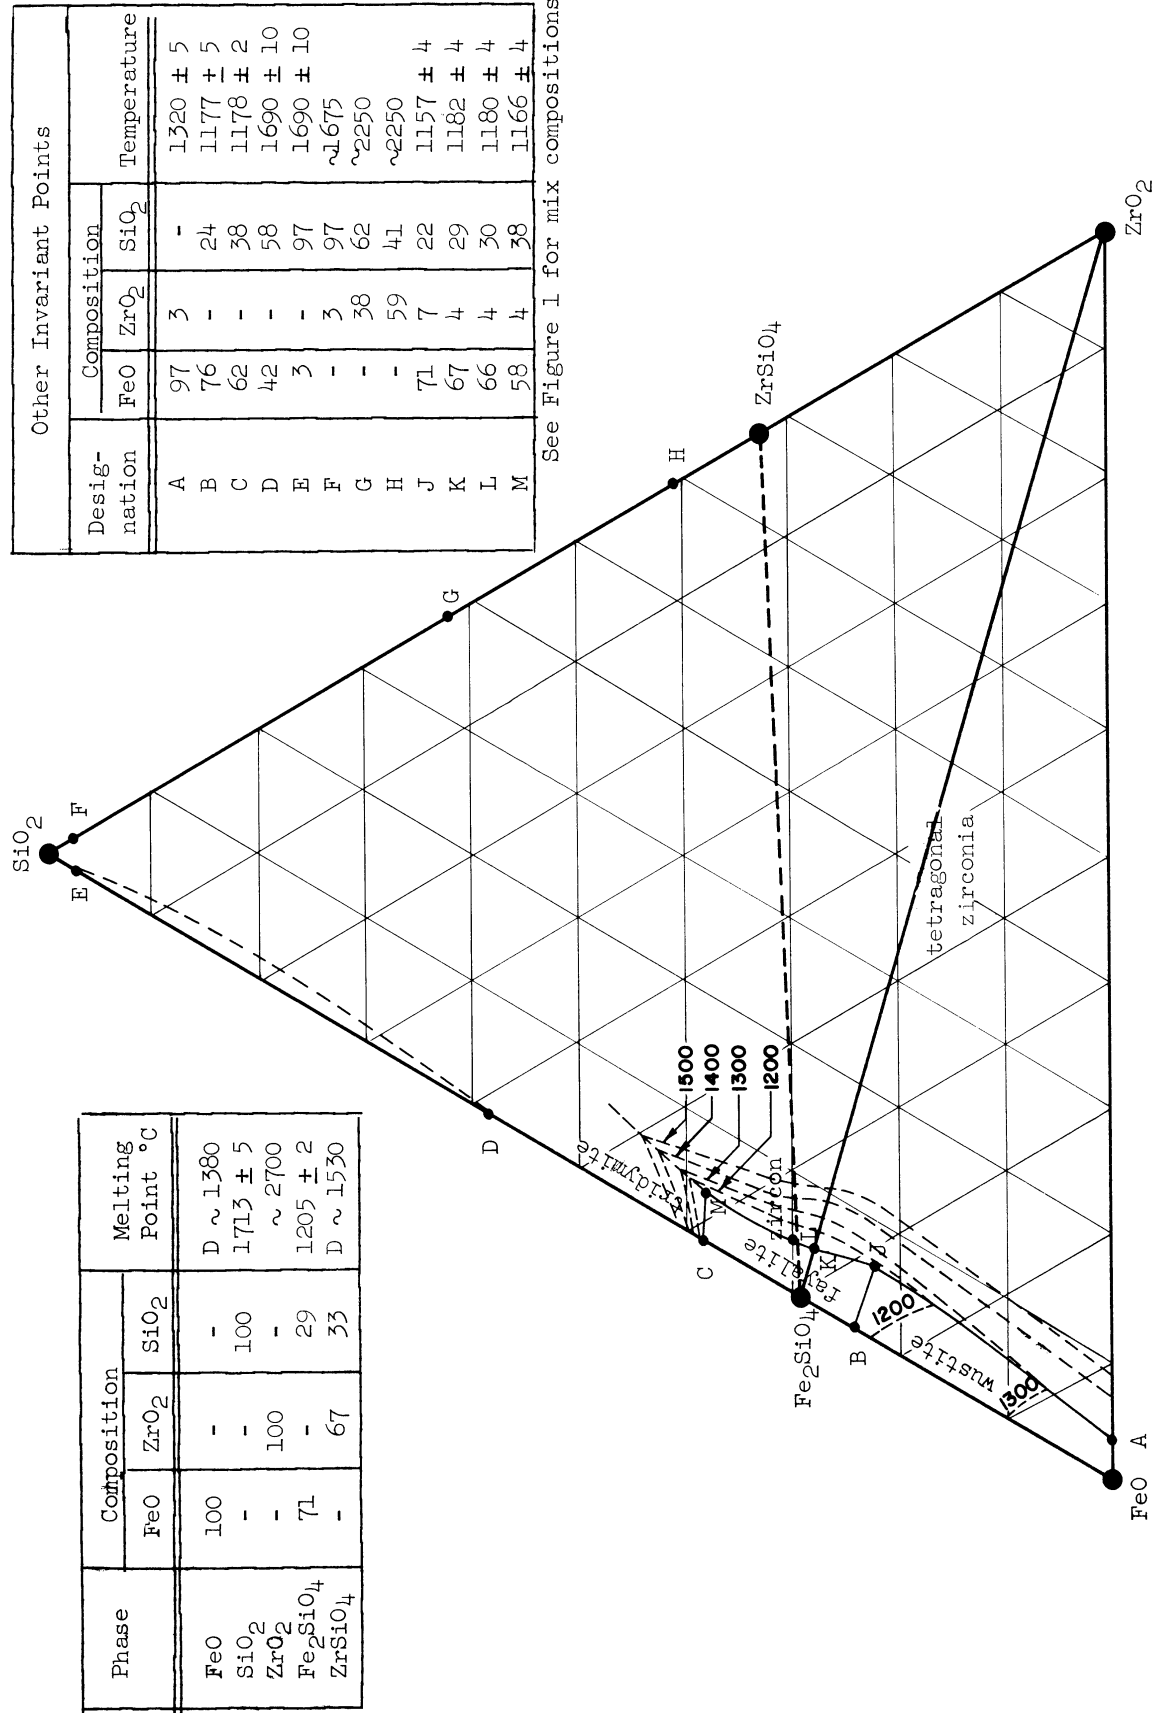 Phase
Composition
Melting Point °C
FeO ZrO2 SiO2
FeO 100 - - D ~ 1380
SiO2 - - 100 1713 ± 5
ZrO2 - 100 - ~ 2700
Fe2SiO4 71 - 29 1205 ± 2
ZrSiO4 - 67 33 D ~ 1530
Other Invariant Points
Desig-
nation
Composition
Temperature
FeO ZrO2 SiO2
A 97 3 - 1320 ± 5
B 76 - 24 1177 ± 5
C 62 - 38 1178 ± 2
D 42 - 58 1690 ± 10
E 3 - 97 1690 ± 10
F - 3 97 ~1675
G - 38 62 ~2250
H - 59 41 ~2250
J 71 7 22 1157 ± 4
K 67 4 29 1182 ± 4
L 66 4 30 1180 ± 4
M 58 4 38 1166 ± 4
See Figure 1 for mix compositions
SiO2
E
F
G
D
H
ZrSiO4
1500
1400
1300
1200
tridymite
M
C
zircon
L
fayalite
K
Fe2SiO4
J
B
1200
wustite
1300
tetragonal
zirconia
A
FeO
ZrO2